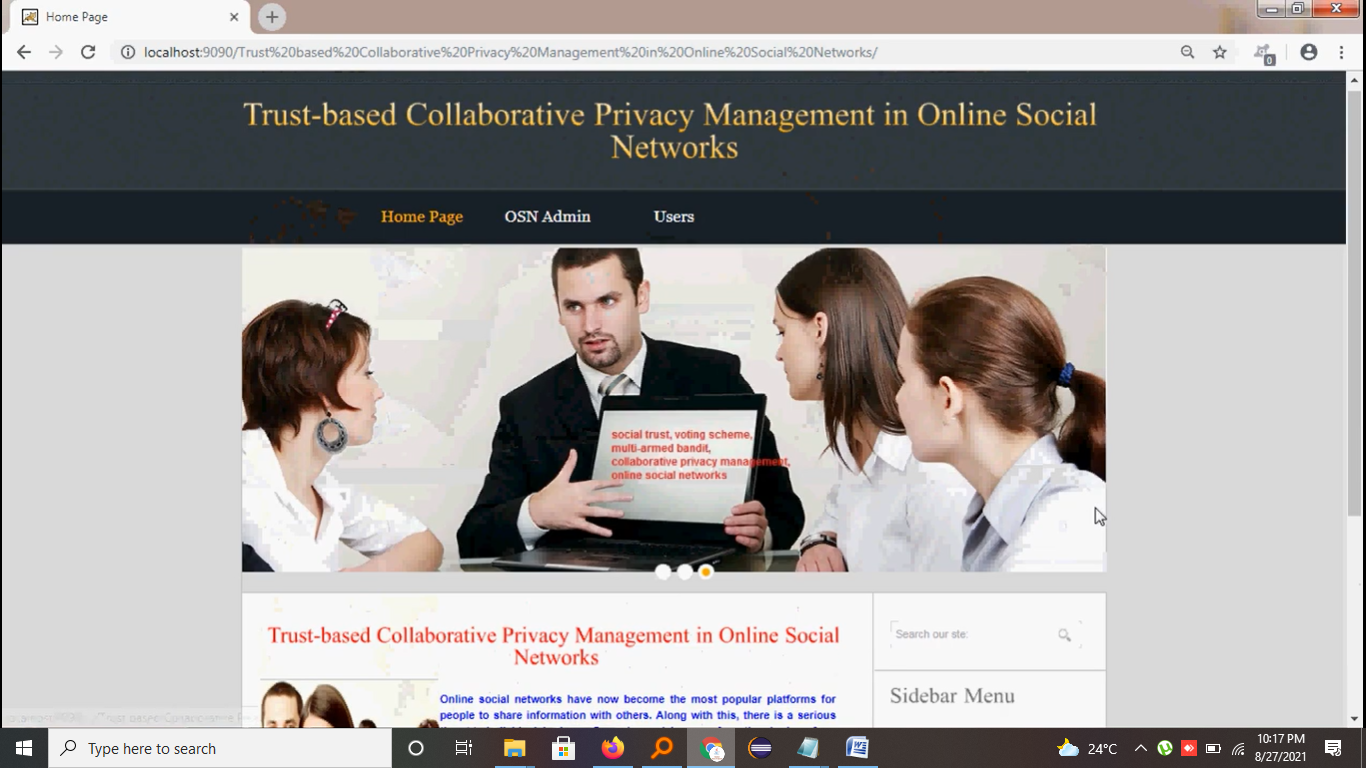 Home Page
localhost:9090/Trust%20based%20Collaborative%20Privacy%20Management%20in%20Online%20Social%20Networks/
0
Trust-based Collaborative Privacy Management in Online Social
Networks
Home Page OSN Admin Users
social trust, voting scheme,
multi-armed bandit,
collaborative privacy management,
online social networks
Trust-based Collaborative Privacy Management in Online Social
Networks
Online social networks have now become the most popular platforms for
people to share information with others. Along with this, there is a serious
Search our ste:
Sidebar Menu
Type here to search
24°C
10:17 PM
8/27/2021